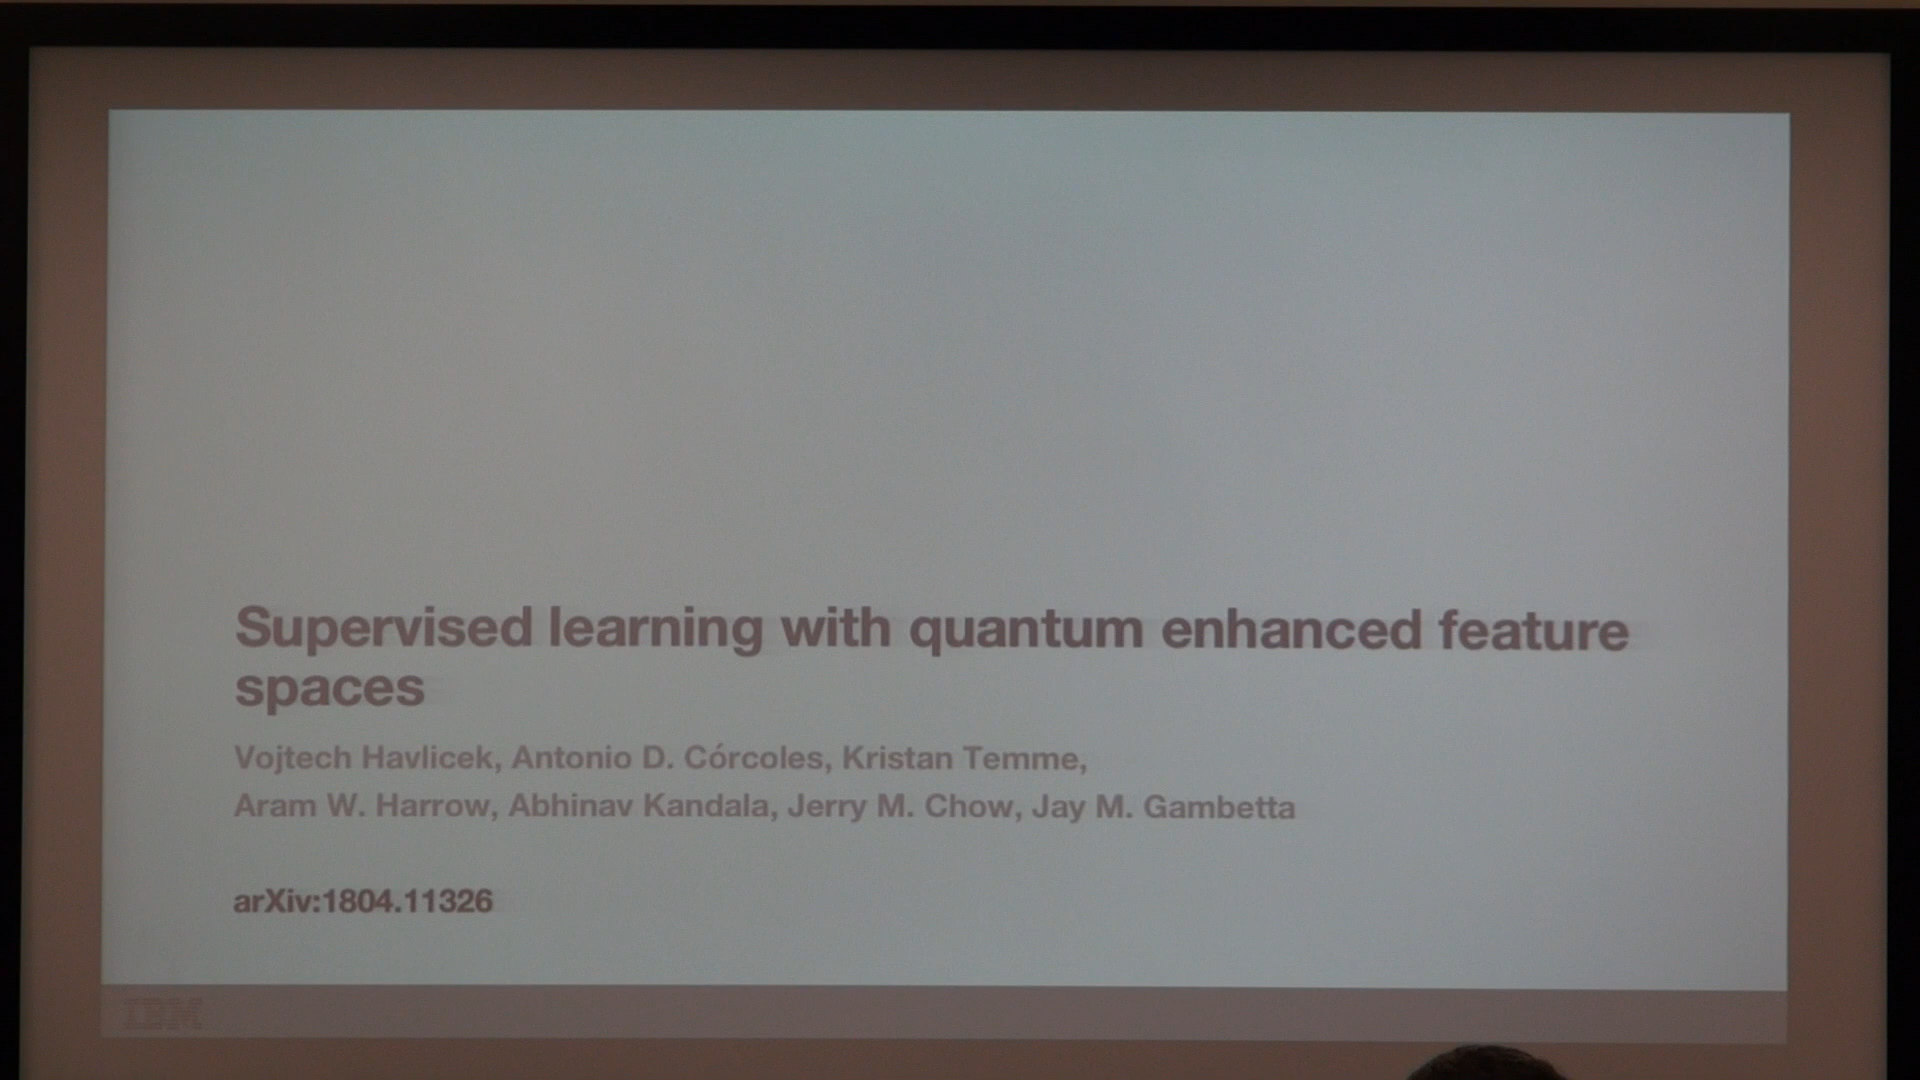 Supervised learning with quantum enhanced feature
spaces
Vojtech Havlicek, Antonio D. Córcoles, Kristan Temme,
Aram W. Harrow, Abhinav Kandala, Jerry M. Chow, Jay M. Gambetta
arXiv:1804.11326
IBM